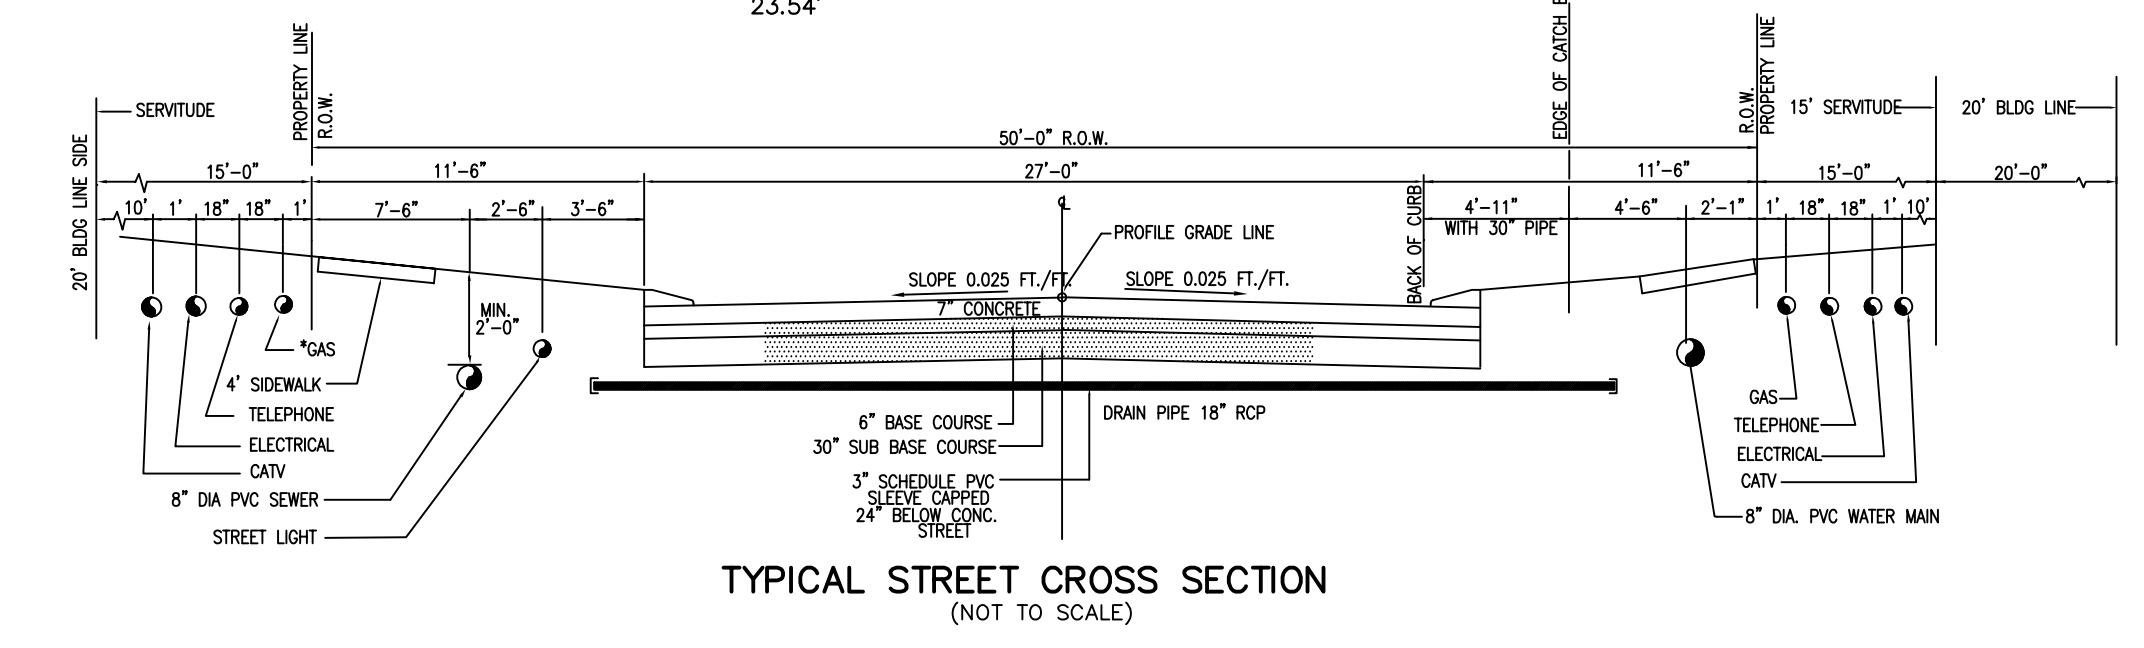 23.54'
PROPERTY LINE
R.O.W.
EDGE OF CATCH
R.O.W.
PROPERTY LINE
SERVITUDE
15' SERVITUDE
20' BLDG LINE
20' BLDG LINE SIDE
50'-0" R.O.W.
15'-0"
11'-6"
27'-0"
11'-6"
15'-0"
20'-0"
10'
1'
18"
18"
1'
7'-6"
2'-6"
3'-6"
℄
BACK OF CURB
4'-11"
WITH 30" PIPE
4'-6"
2'-1"
1'
18"
18"
1'
10'
PROFILE GRADE LINE
SLOPE 0.025 FT./FT.
SLOPE 0.025 FT./FT.
7" CONCRETE
MIN.
2'-0"
*GAS
4' SIDEWALK
TELEPHONE
ELECTRICAL
CATV
8" DIA PVC SEWER
STREET LIGHT
6" BASE COURSE
30" SUB BASE COURSE
3" SCHEDULE PVC
SLEEVE CAPPED
24" BELOW CONC.
STREET
DRAIN PIPE 18" RCP
GAS
TELEPHONE
ELECTRICAL
CATV
8" DIA. PVC WATER MAIN
TYPICAL STREET CROSS SECTION
(NOT TO SCALE)